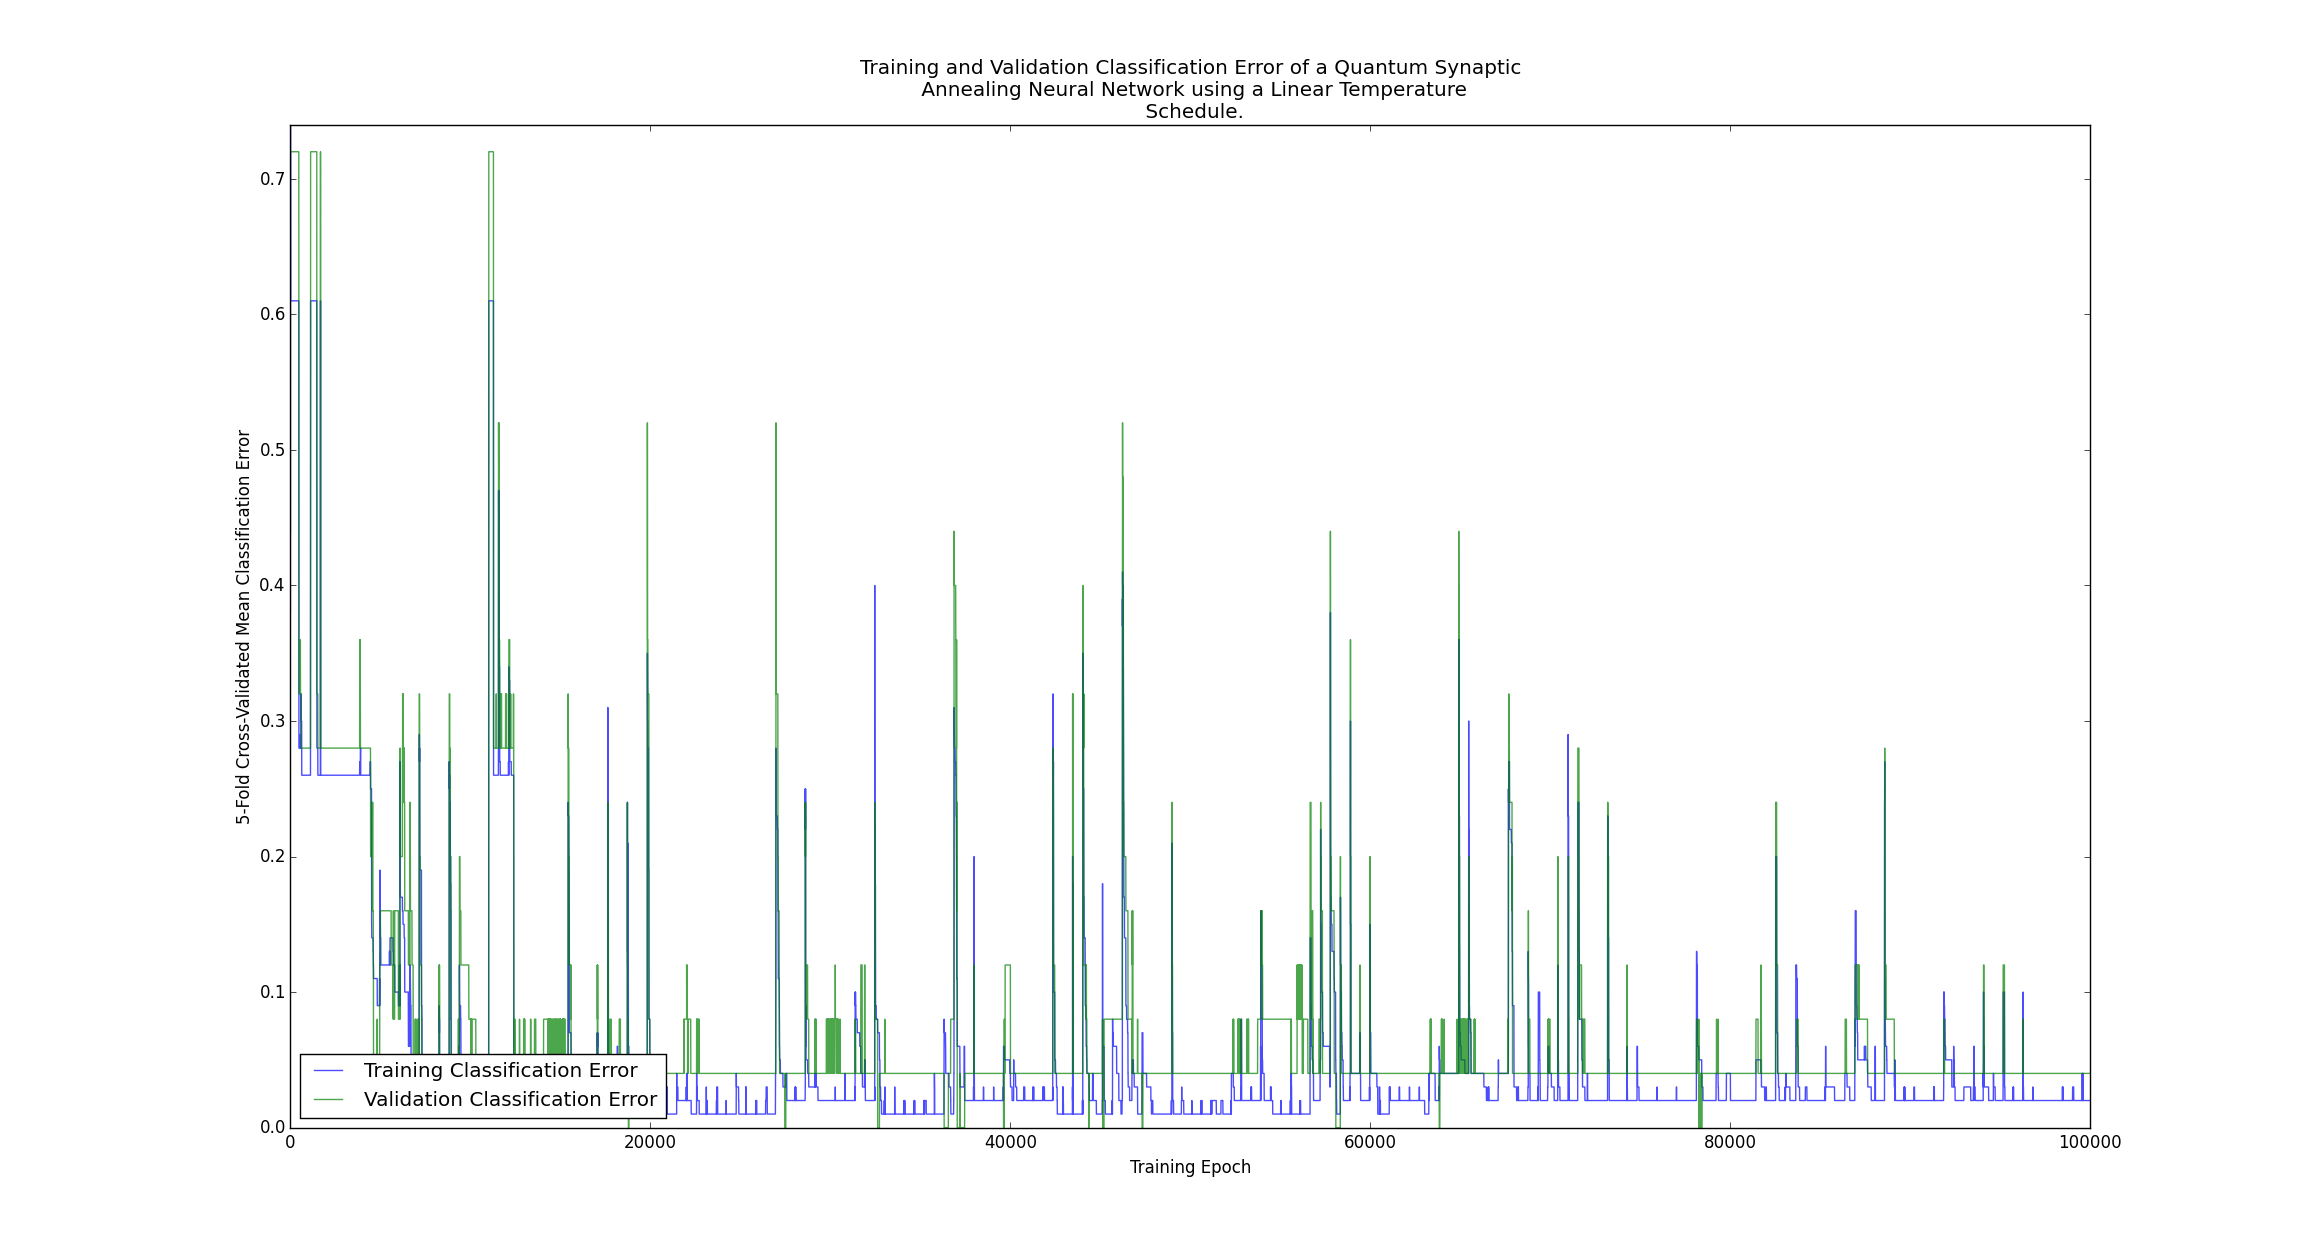 Training and Validation Classification Error of a Quantum Synaptic
Annealing Neural Network using a Linear Temperature
Schedule.
5-Fold Cross-Validated Mean Classification Error
0.7
0.6
0.5
0.4
0.3
0.2
0.1
0.0
Training Classification Error
Validation Classification Error
0
20000
40000
60000
80000
100000
Training Epoch